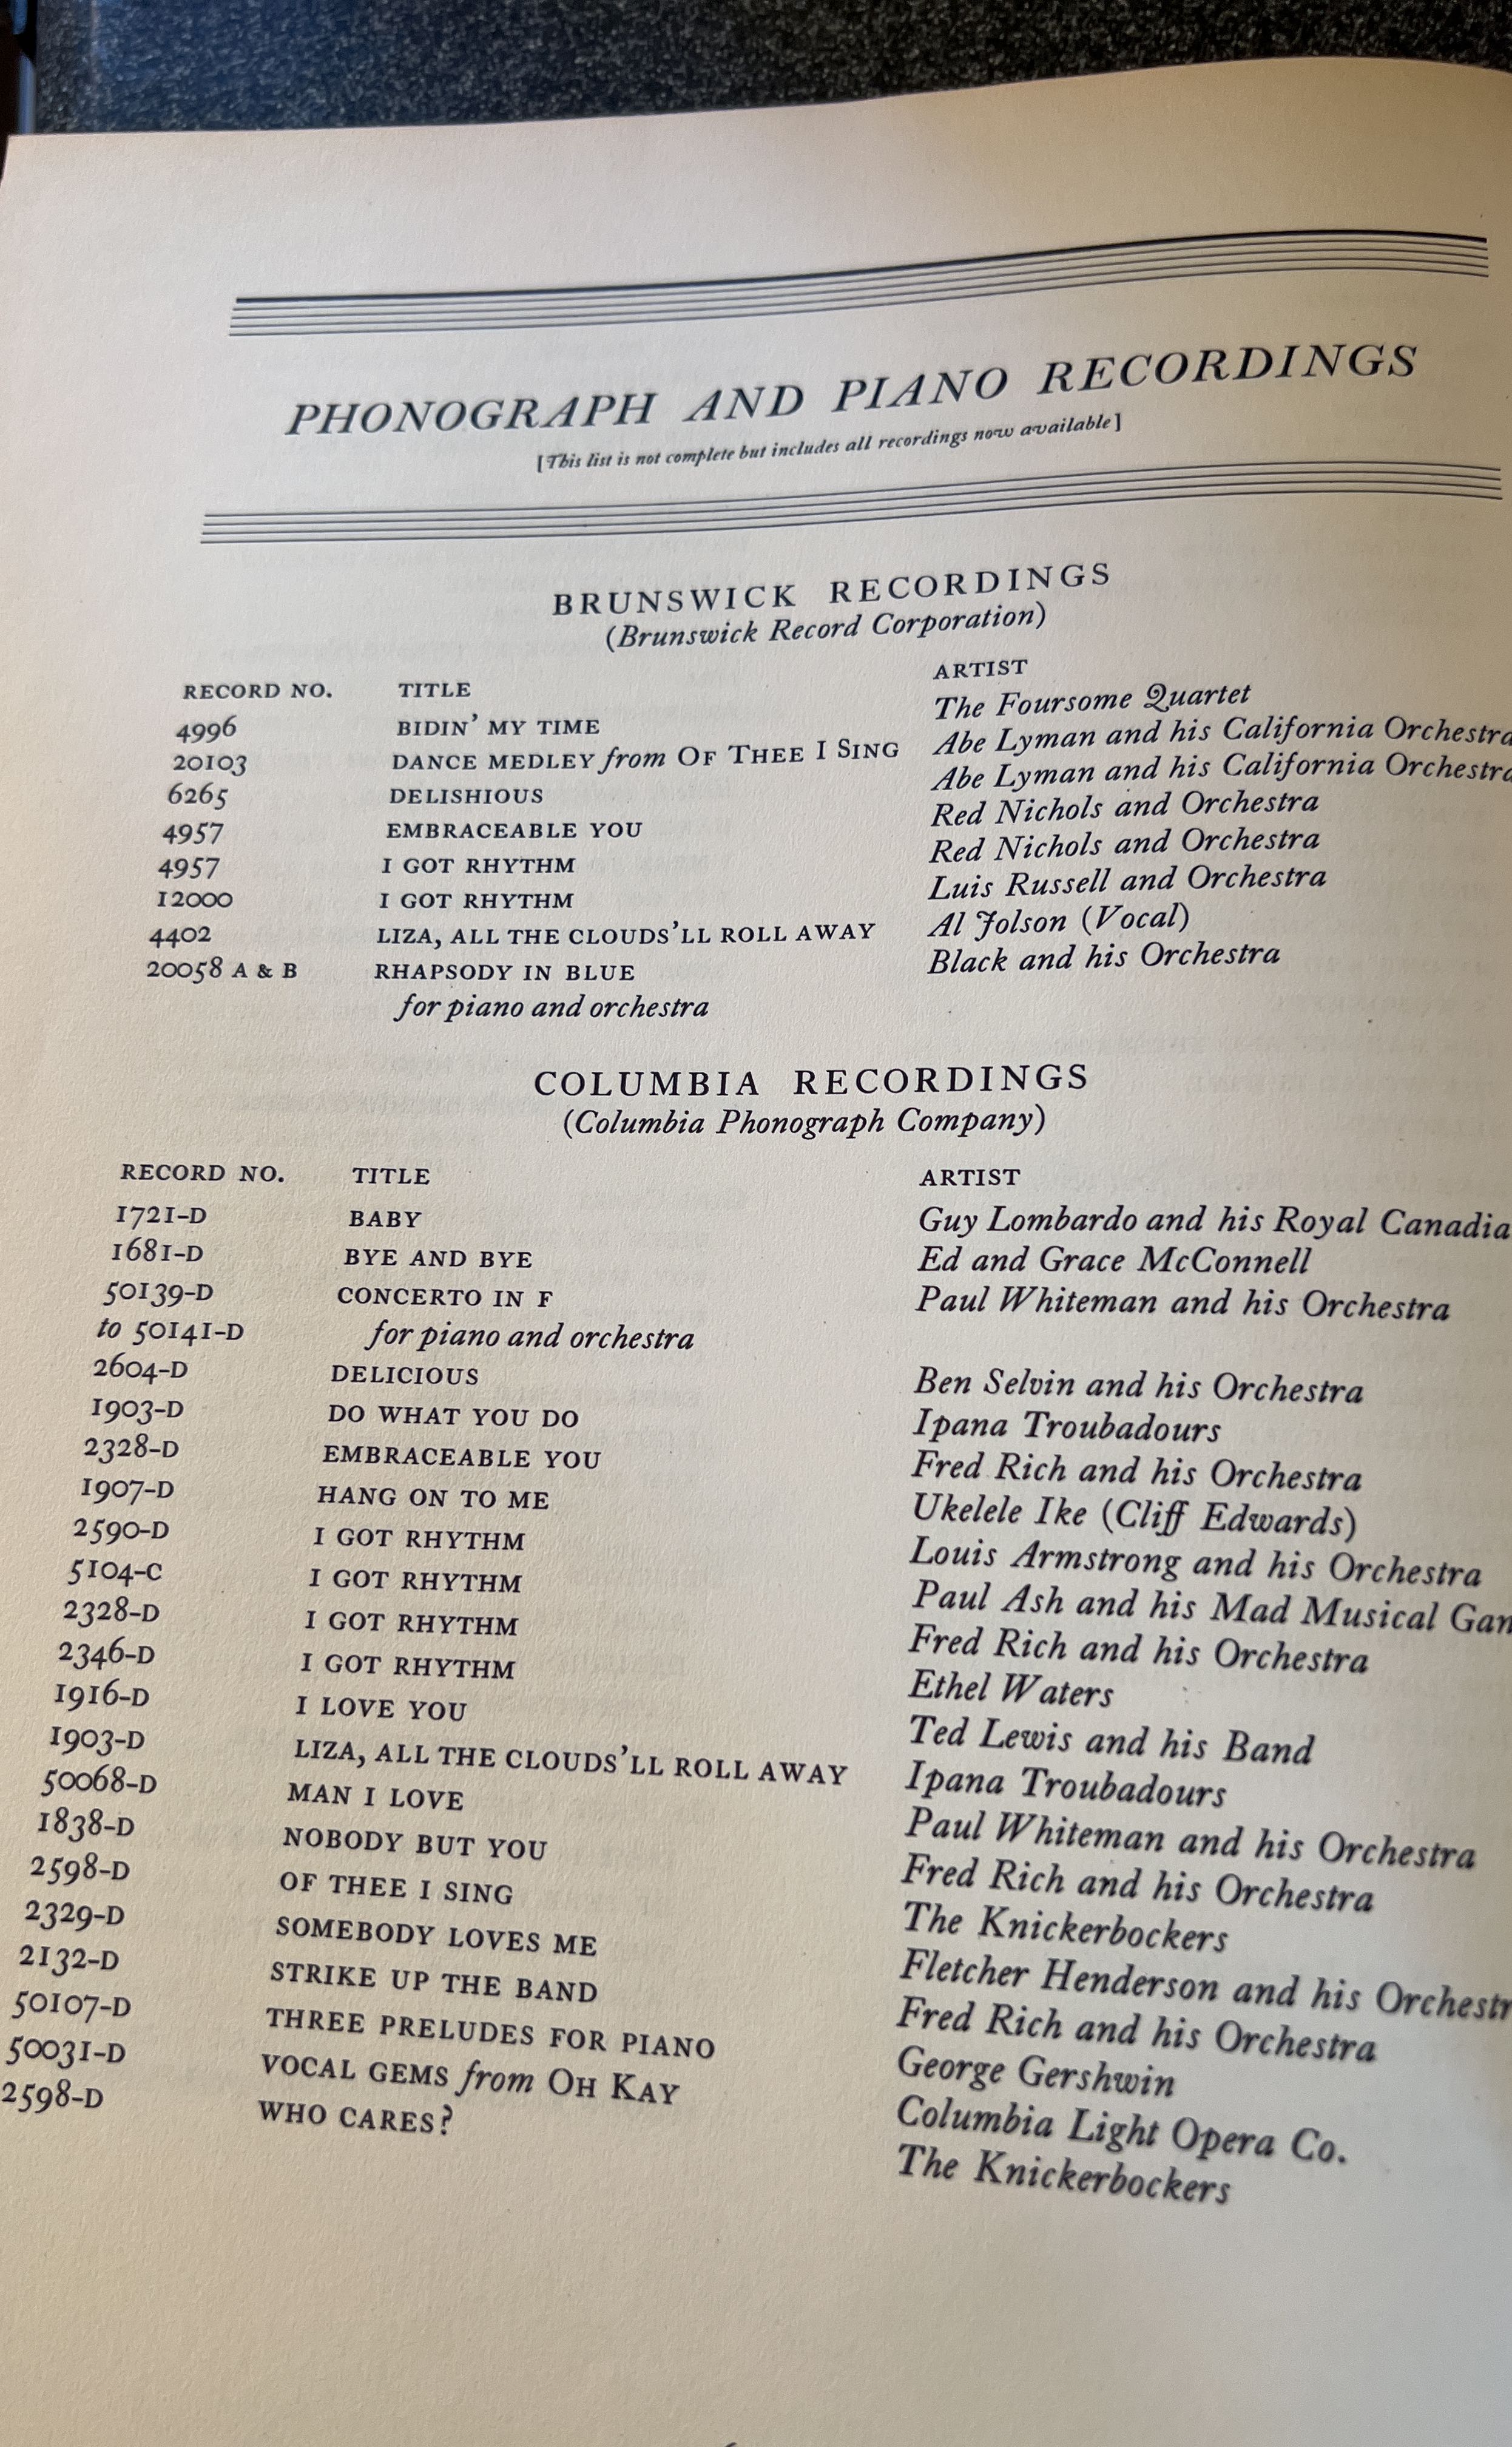 PHONOGRAPH AND PIANO RECORDINGS
[This list is not complete but includes all recordings now available]
BRUNSWICK RECORDINGS
(Brunswick Record Corporation)
RECORD NO. TITLE ARTIST
4996 BIDIN' MY TIME The Foursome Quartet
20103 DANCE MEDLEY from OF THEE I SING Abe Lyman and his California Orchestra
6265 DELISHIOUS Abe Lyman and his California Orchestra
4957 EMBRACEABLE YOU Red Nichols and Orchestra
4957 I GOT RHYTHM Red Nichols and Orchestra
12000 I GOT RHYTHM Luis Russell and Orchestra
4402 LIZA, ALL THE CLOUDS'LL ROLL AWAY Al Jolson (Vocal)
20058 A & B RHAPSODY IN BLUE Black and his Orchestra
for piano and orchestra
COLUMBIA RECORDINGS
(Columbia Phonograph Company)
RECORD NO. TITLE ARTIST
1721-D BABY Guy Lombardo and his Royal Canadia
1681-D BYE AND BYE Ed and Grace McConnell
50139-D CONCERTO IN F Paul Whiteman and his Orchestra
to 50141-D for piano and orchestra
2604-D DELICIOUS Ben Selvin and his Orchestra
1903-D DO WHAT YOU DO Ipana Troubadours
2328-D EMBRACEABLE YOU Fred Rich and his Orchestra
1907-D HANG ON TO ME Ukelele Ike (Cliff Edwards)
2590-D I GOT RHYTHM Louis Armstrong and his Orchestra
5104-C I GOT RHYTHM Paul Ash and his Mad Musical Gan
2328-D I GOT RHYTHM Fred Rich and his Orchestra
2346-D I GOT RHYTHM Ethel Waters
1916-D I LOVE YOU Ted Lewis and his Band
1903-D LIZA, ALL THE CLOUDS'LL ROLL AWAY Ipana Troubadours
50068-D MAN I LOVE Paul Whiteman and his Orchestra
1838-D NOBODY BUT YOU Fred Rich and his Orchestra
2598-D OF THEE I SING The Knickerbockers
2329-D SOMEBODY LOVES ME Fletcher Henderson and his Orchestr
2132-D STRIKE UP THE BAND Fred Rich and his Orchestra
50107-D THREE PRELUDES FOR PIANO George Gershwin
50031-D VOCAL GEMS from OH KAY Columbia Light Opera Co.
2598-D WHO CARES? The Knickerbockers